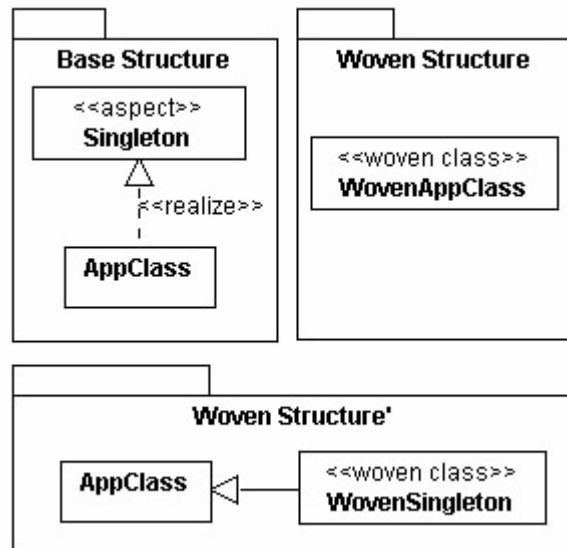 Base Structure
<<aspect>>
Singleton
<<realize>>
AppClass
Woven Structure
<<woven class>>
WovenAppClass
Woven Structure'
AppClass
<<woven class>>
WovenSingleton